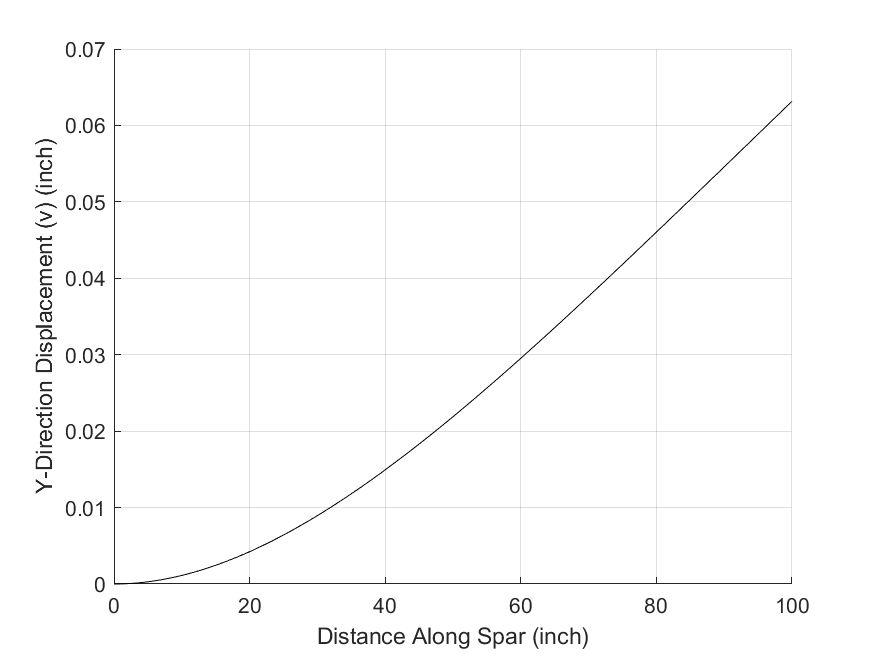 0.07
0.06
0.05
0.04
0.03
0.02
0.01
0
Y-Direction Displacement (v) (inch)
0 20 40 60 80 100
Distance Along Spar (inch)